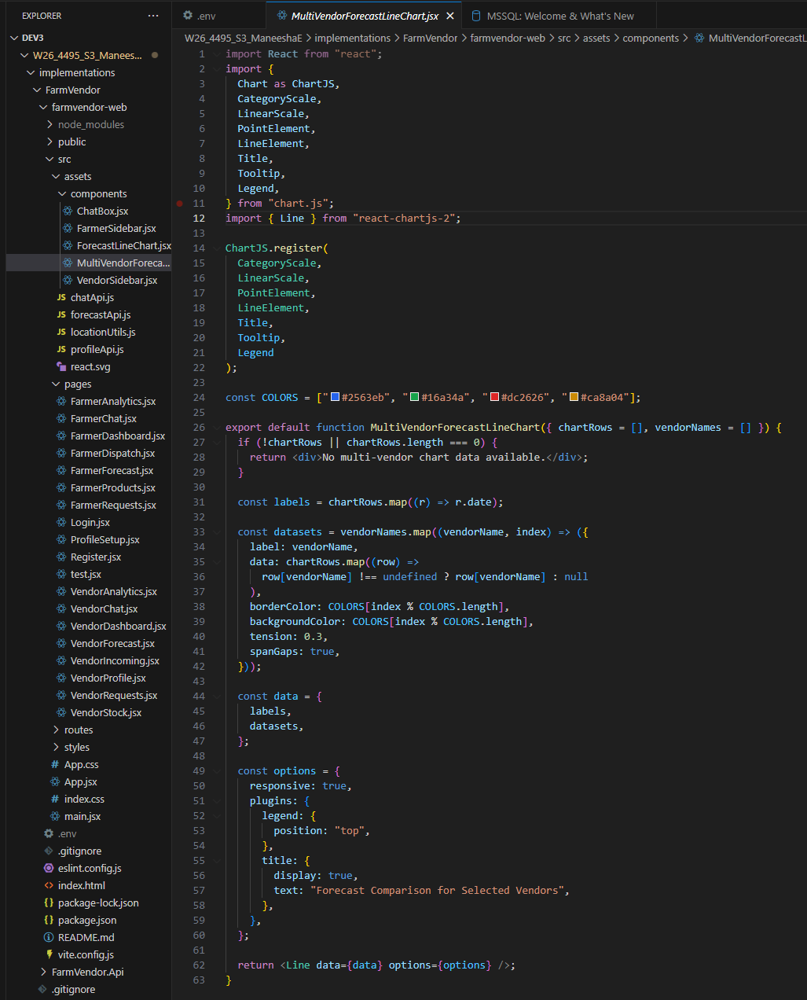 EXPLORER
DEV3
W26_4495_S3_Manees...
implementations
FarmVendor
farmvendor-web
node_modules
public
src
assets
components
ChatBox.jsx
FarmerSidebar.jsx
ForecastLineChart.jsx
MultiVendorForeca...
VendorSidebar.jsx
JS chatApi.js
JS forecastApi.js
JS locationUtils.js
JS profileApi.js
react.svg
pages
FarmerAnalytics.jsx
FarmerChat.jsx
FarmerDashboard.jsx
FarmerDispatch.jsx
FarmerForecast.jsx
FarmerProducts.jsx
FarmerRequests.jsx
Login.jsx
ProfileSetup.jsx
Register.jsx
test.jsx
VendorAnalytics.jsx
VendorChat.jsx
VendorDashboard.jsx
VendorForecast.jsx
VendorIncoming.jsx
VendorProfile.jsx
VendorRequests.jsx
VendorStock.jsx
routes
styles
# App.css
App.jsx
# index.css
main.jsx
.env
.gitignore
eslint.config.js
<> index.html
{} package-lock.json
{} package.json
README.md
vite.config.js
FarmVendor.Api
.gitignore
.env
MultiVendorForecastLineChart.jsx
MSSQL: Welcome & What's New
W26_4495_S3_ManeeshaE > implementations > FarmVendor > farmvendor-web > src > assets > components > MultiVendorForecastL
1 import React from "react";
2 import {
3 Chart as ChartJS,
4 CategoryScale,
5 LinearScale,
6 PointElement,
7 LineElement,
8 Title,
9 Tooltip,
10 Legend,
11 } from "chart.js";
12 import { Line } from "react-chartjs-2";
13
14 ChartJS.register(
15 CategoryScale,
16 LinearScale,
17 PointElement,
18 LineElement,
19 Title,
20 Tooltip,
21 Legend
22 );
23
24 const COLORS = ["#2563eb", "#16a34a", "#dc2626", "#ca8a04"];
25
26 export default function MultiVendorForecastLineChart({ chartRows = [], vendorNames = [] }) {
27 if (!chartRows || chartRows.length === 0) {
28 return <div>No multi-vendor chart data available.</div>;
29 }
30
31 const labels = chartRows.map((r) => r.date);
32
33 const datasets = vendorNames.map((vendorName, index) => ({
34 label: vendorName,
35 data: chartRows.map((row) =>
36 row[vendorName] !== undefined ? row[vendorName] : null
37 ),
38 borderColor: COLORS[index % COLORS.length],
39 backgroundColor: COLORS[index % COLORS.length],
40 tension: 0.3,
41 spanGaps: true,
42 }));
43
44 const data = {
45 labels,
46 datasets,
47 };
48
49 const options = {
50 responsive: true,
51 plugins: {
52 legend: {
53 position: "top",
54 },
55 title: {
56 display: true,
57 text: "Forecast Comparison for Selected Vendors",
58 },
59 },
60 };
61
62 return <Line data={data} options={options} />;
63 }